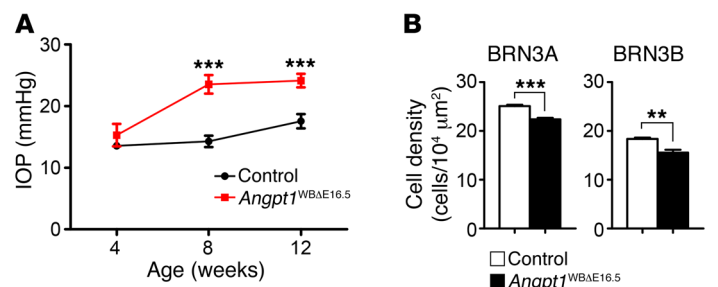 A
30
***
***
20
10
0
IOP (mmHg)
Control
Angpt1WBΔE16.5
4
8
12
Age (weeks)
B
BRN3A
BRN3B
Cell density
(cells/10⁴ μm²)
30
***
20
10
0
30
**
20
10
0
Control
Angpt1WBΔE16.5